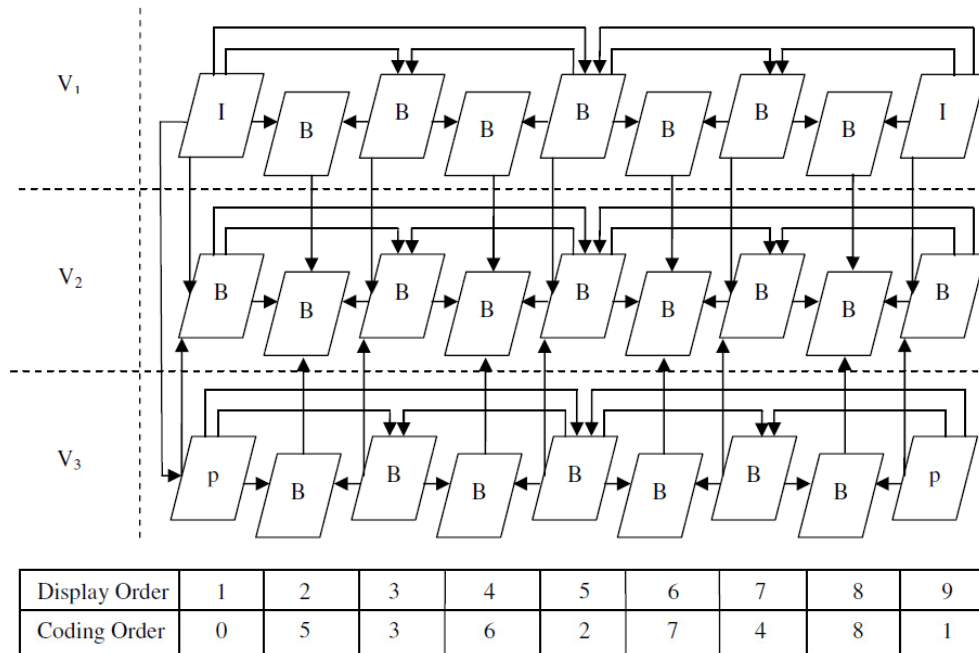 V1
I B B B B B B B I
V2
B B B B B B B B B
V3
p B B B B B B B p
Display Order 1 2 3 4 5 6 7 8 9
Coding Order 0 5 3 6 2 7 4 8 1